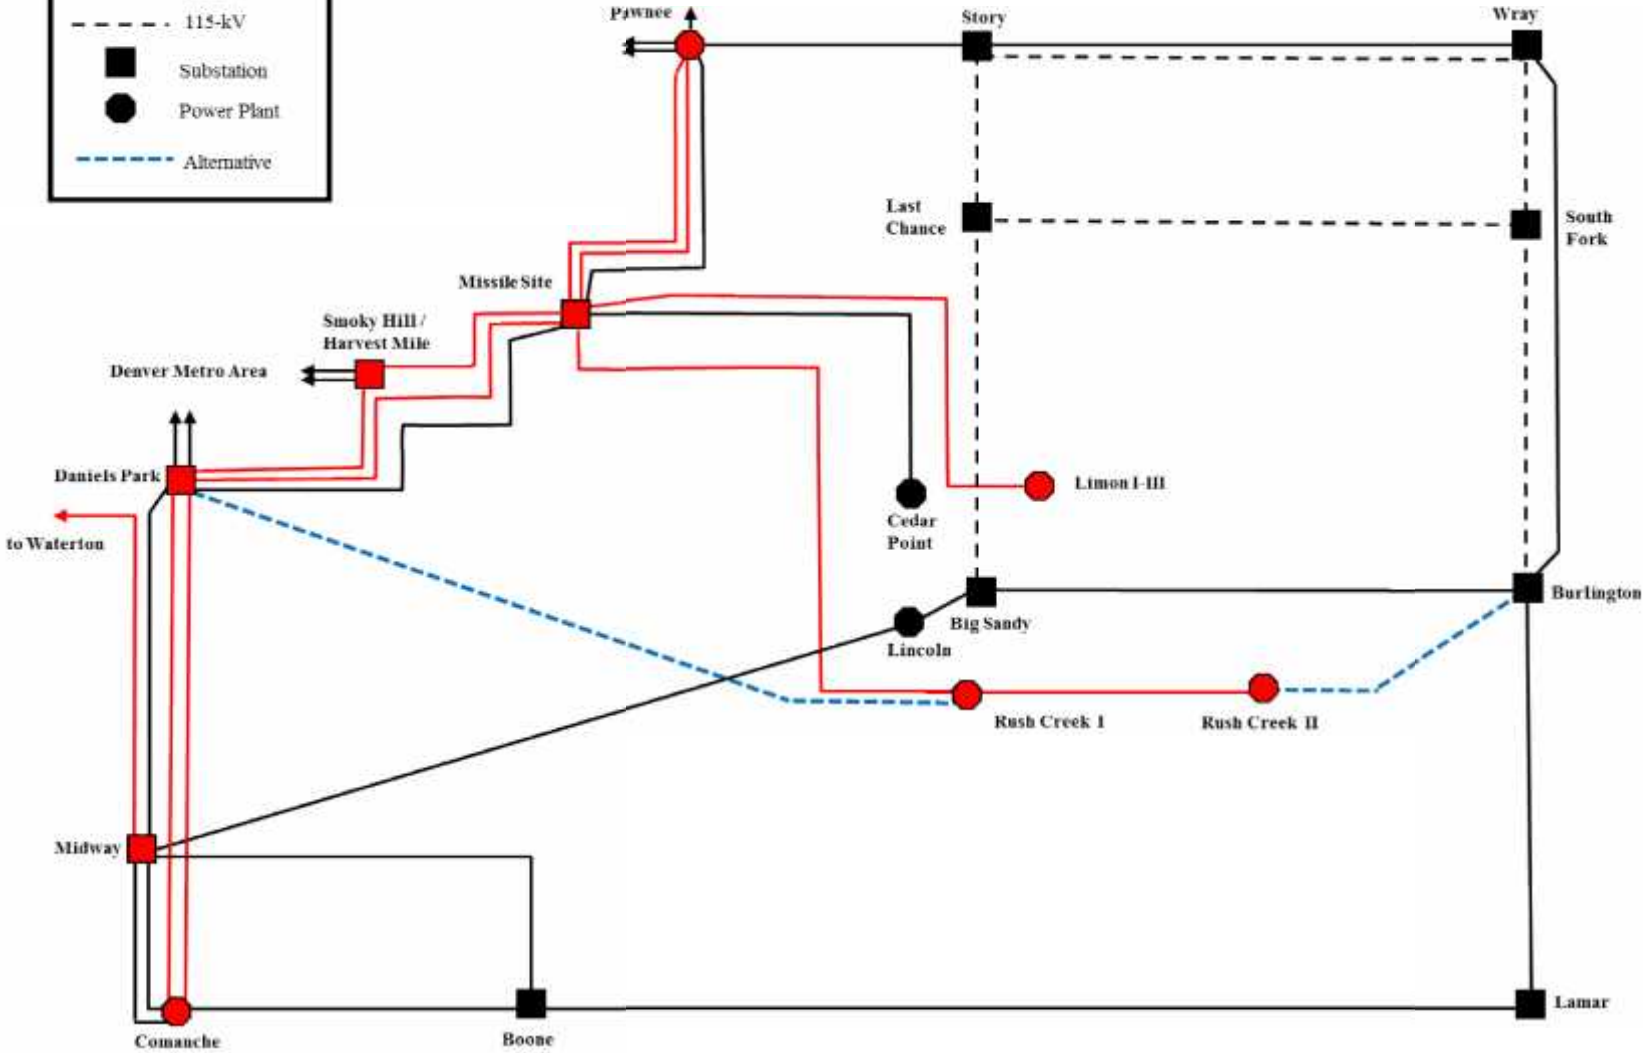 115-kV
Substation
Power Plant
Alternative
Pawnee
Story
Wray
Last
Chance
South
Fork
Missile Site
Smoky Hill /
Harvest Mile
Denver Metro Area
Daniels Park
Limon I-III
to Waterton
Cedar
Point
Burlington
Big Sandy
Lincoln
Rush Creek I
Rush Creek II
Midway
Lamar
Comanche
Boone